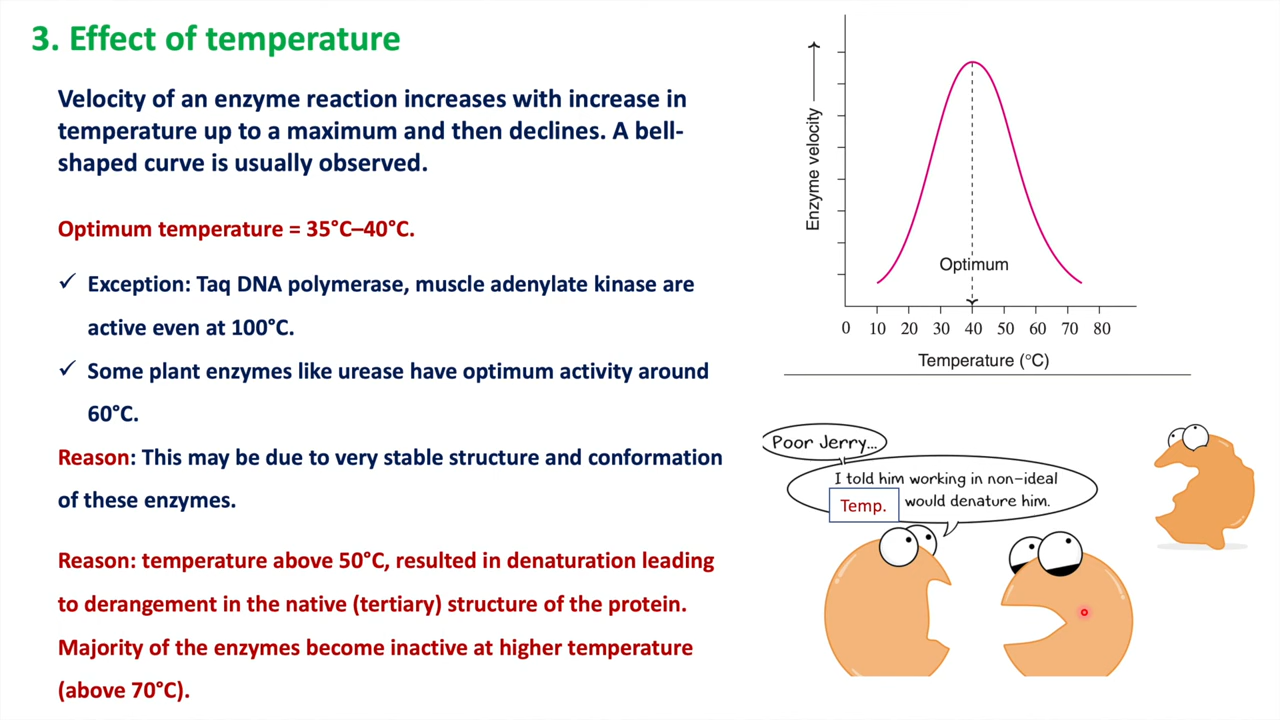 3. Effect of temperature
Velocity of an enzyme reaction increases with increase in
temperature up to a maximum and then declines. A bell-
shaped curve is usually observed.
Optimum temperature = 35°C–40°C.
✓ Exception: Taq DNA polymerase, muscle adenylate kinase are
active even at 100°C.
✓ Some plant enzymes like urease have optimum activity around
60°C.
Reason: This may be due to very stable structure and conformation
of these enzymes.
Reason: temperature above 50°C, resulted in denaturation leading
to derangement in the native (tertiary) structure of the protein.
Majority of the enzymes become inactive at higher temperature
(above 70°C).
Enzyme velocity
Optimum
0 10 20 30 40 50 60 70 80
Temperature (°C)
Poor Jerry...
I told him working in non-ideal
Temp. would denature him.